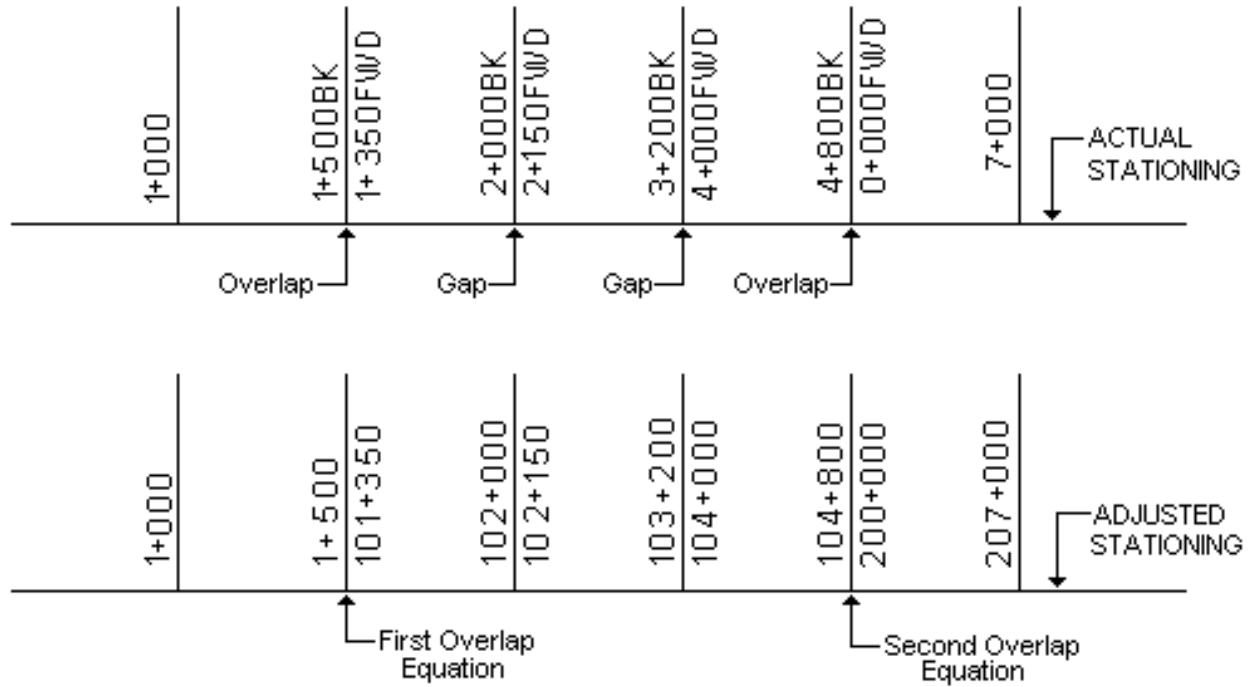 1+000
1+500BK
1+350FWD
2+000BK
2+150FWD
3+200BK
4+000FWD
4+800BK
0+000FWD
7+000
ACTUAL
STATIONING
Overlap
Gap
Gap
Overlap
1+000
1+500
101+350
102+000
102+150
103+200
104+000
104+800
200+000
207+000
ADJUSTED
STATIONING
First Overlap
Equation
Second Overlap
Equation